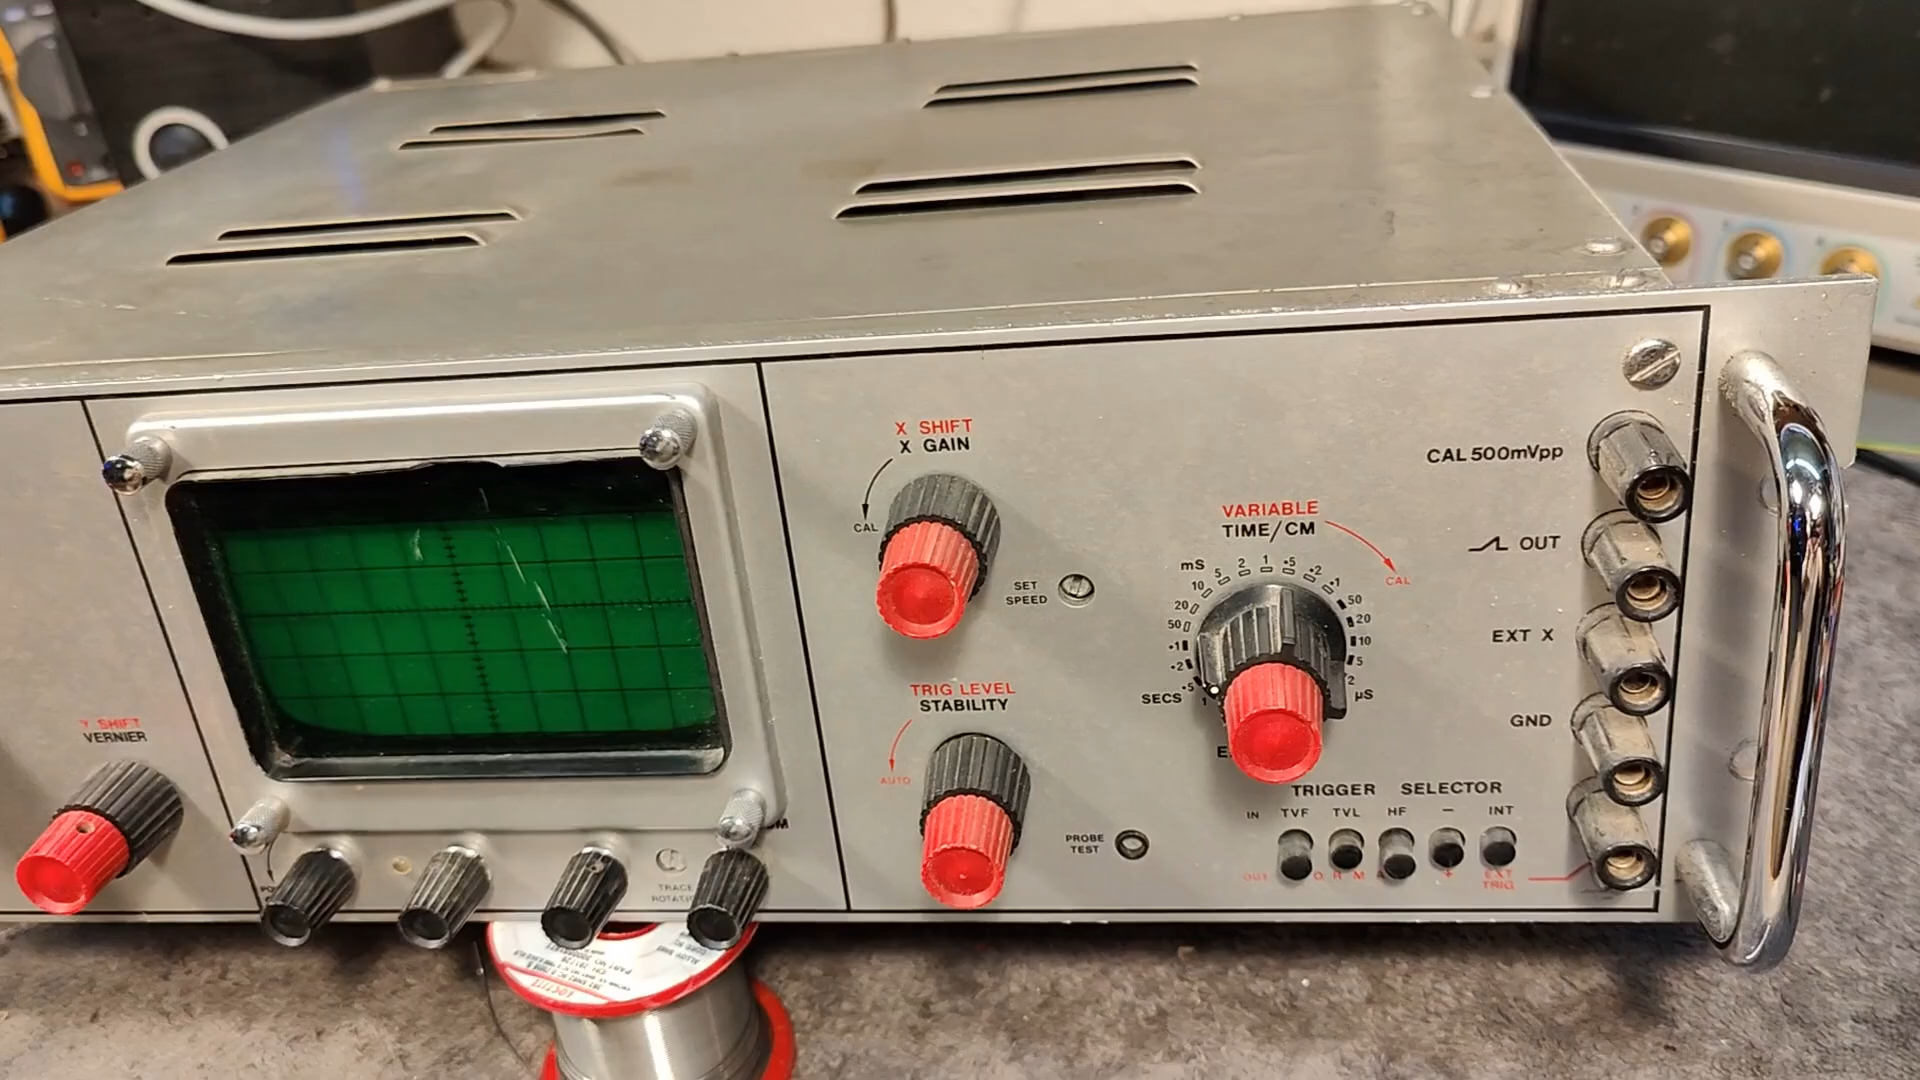 X SHIFT
X GAIN
CAL
CAL 500mVpp
VARIABLE
TIME/CM
CAL
OUT
mS
10 5 2 1 ·5 ·2 ·1
20
50
·1
·2
·5
1
SECS
50
20
10
5
2
µS
SET
SPEED
EXT X
TRIG LEVEL
STABILITY
AUTO
GND
Y SHIFT
VERNIER
TRIGGER SELECTOR
IN TVF TVL HF − INT
PROBE
TEST
OUT + EXT
TRIG
TRACE
LOCTITE